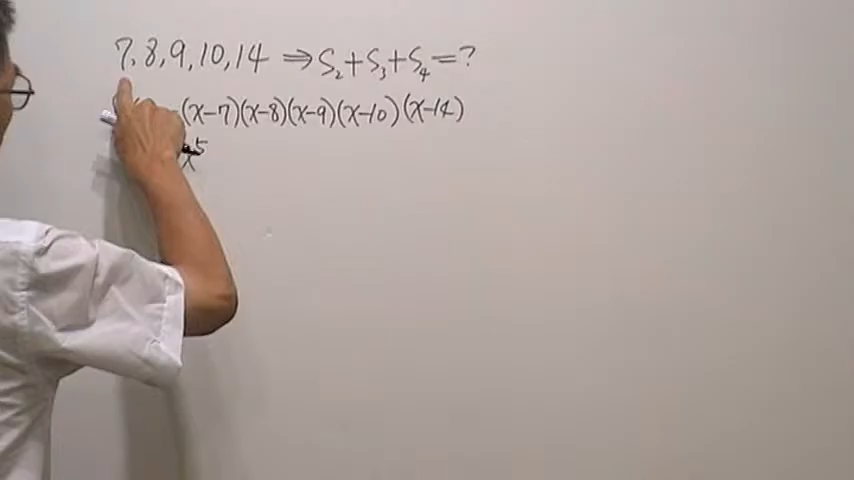 7, 8, 9, 10, 14 ⇒ S₂+S₃+S₄=?
(x-7)(x-8)(x-9)(x-10)(x-14)
x⁵